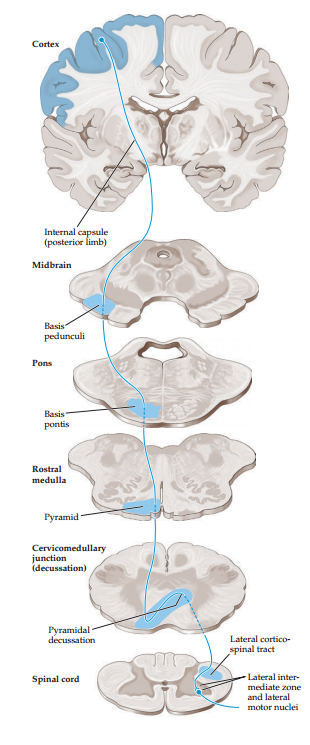 Cortex
Internal capsule
(posterior limb)
Midbrain
Basis
pedunculi
Pons
Basis
pontis
Rostral
medulla
Pyramid
Cervicomedullary
junction
(decussation)
Pyramidal
decussation
Lateral cortico-
spinal tract
Spinal cord
Lateral inter-
mediate zone
and lateral
motor nuclei